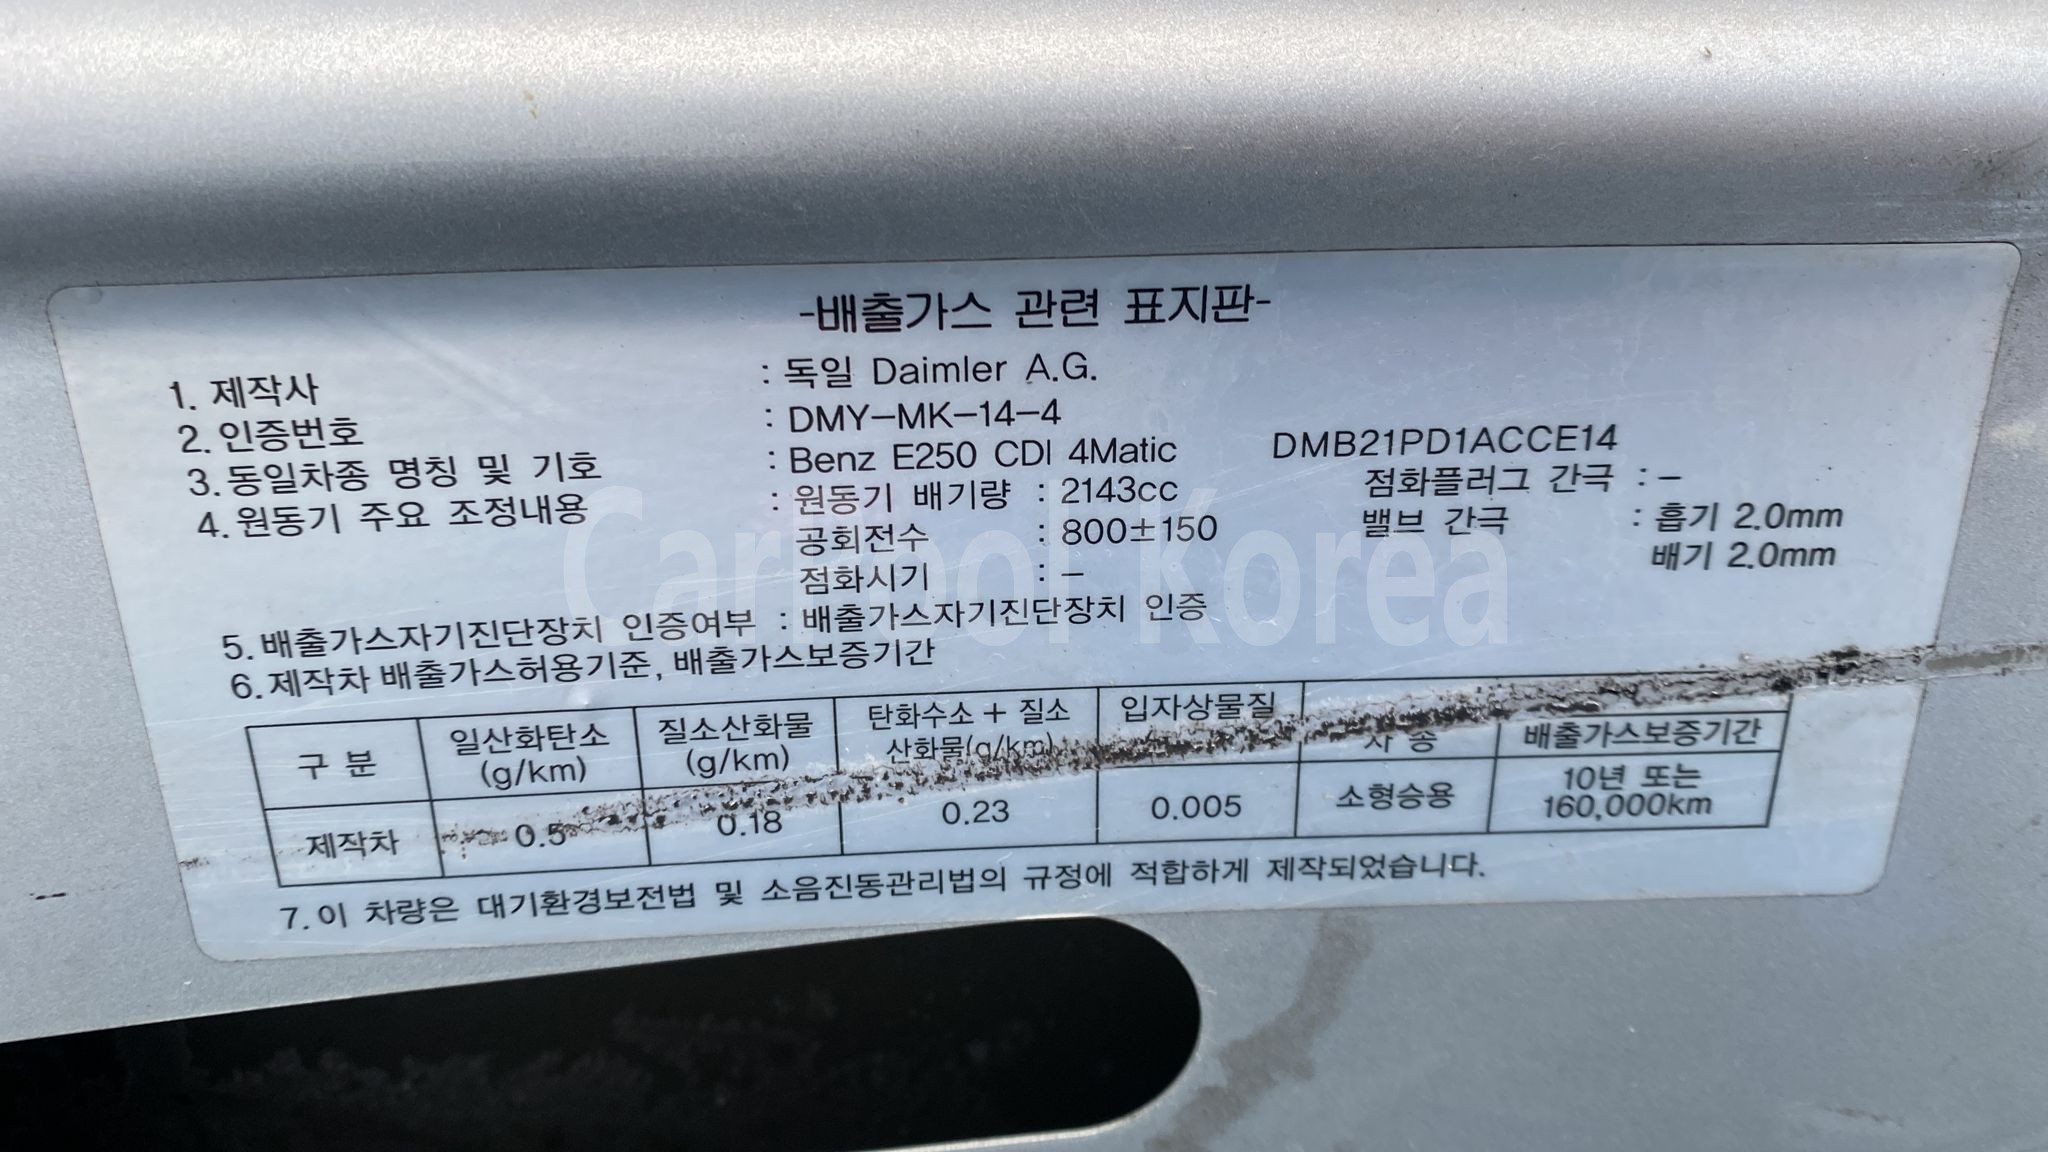 -배출가스 관련 표지판-
1. 제작사 : 독일 Daimler A.G.
2. 인증번호 : DMY-MK-14-4
3. 동일차종 명칭 및 기호 : Benz E250 CDI 4Matic DMB21PD1ACCE14
4. 원동기 주요 조정내용 : 원동기 배기량 : 2143cc 점화플러그 간극 : -
공회전수 : 800±150 밸브 간극 : 흡기 2.0mm
점화시기 : - 배기 2.0mm
5. 배출가스자기진단장치 인증여부 : 배출가스자기진단장치 인증
6. 제작차 배출가스허용기준, 배출가스보증기간
구 분 일산화탄소 (g/km) 질소산화물 (g/km) 탄화수소 + 질소 산화물(g/km) 입자상물질 차 종 배출가스보증기간
제작차 0.5 0.18 0.23 0.005 소형승용 10년 또는 160,000km
7. 이 차량은 대기환경보전법 및 소음진동관리법의 규정에 적합하게 제작되었습니다.
Carpool Korea